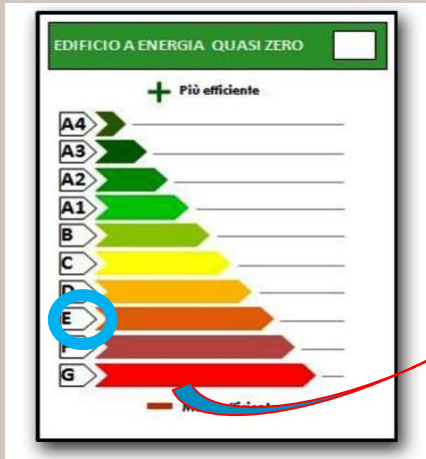 EDIFICIO A ENERGIA QUASI ZERO
+ Più efficiente
A4
A3
A2
A1
B
C
D
E
F
G